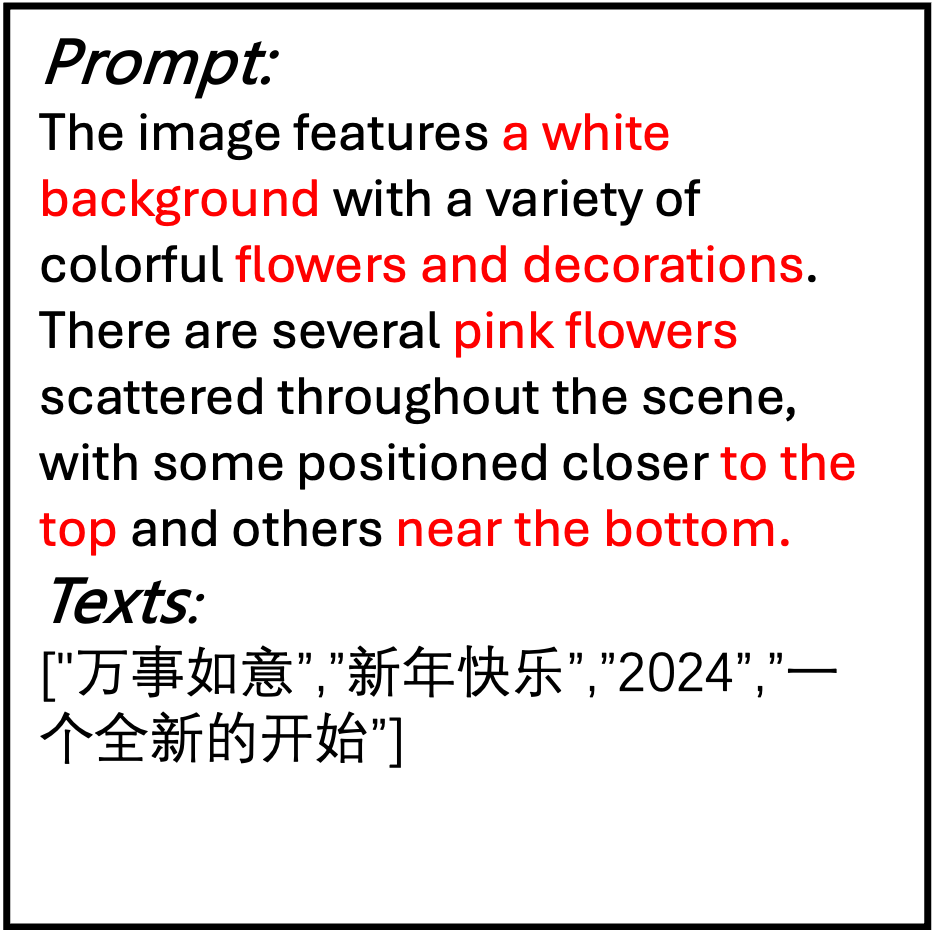 Prompt:
The image features a white
background with a variety of
colorful flowers and decorations.
There are several pink flowers
scattered throughout the scene,
with some positioned closer to the
top and others near the bottom.
Texts:
["万事如意”,”新年快乐”,”2024”,”一
个全新的开始”]